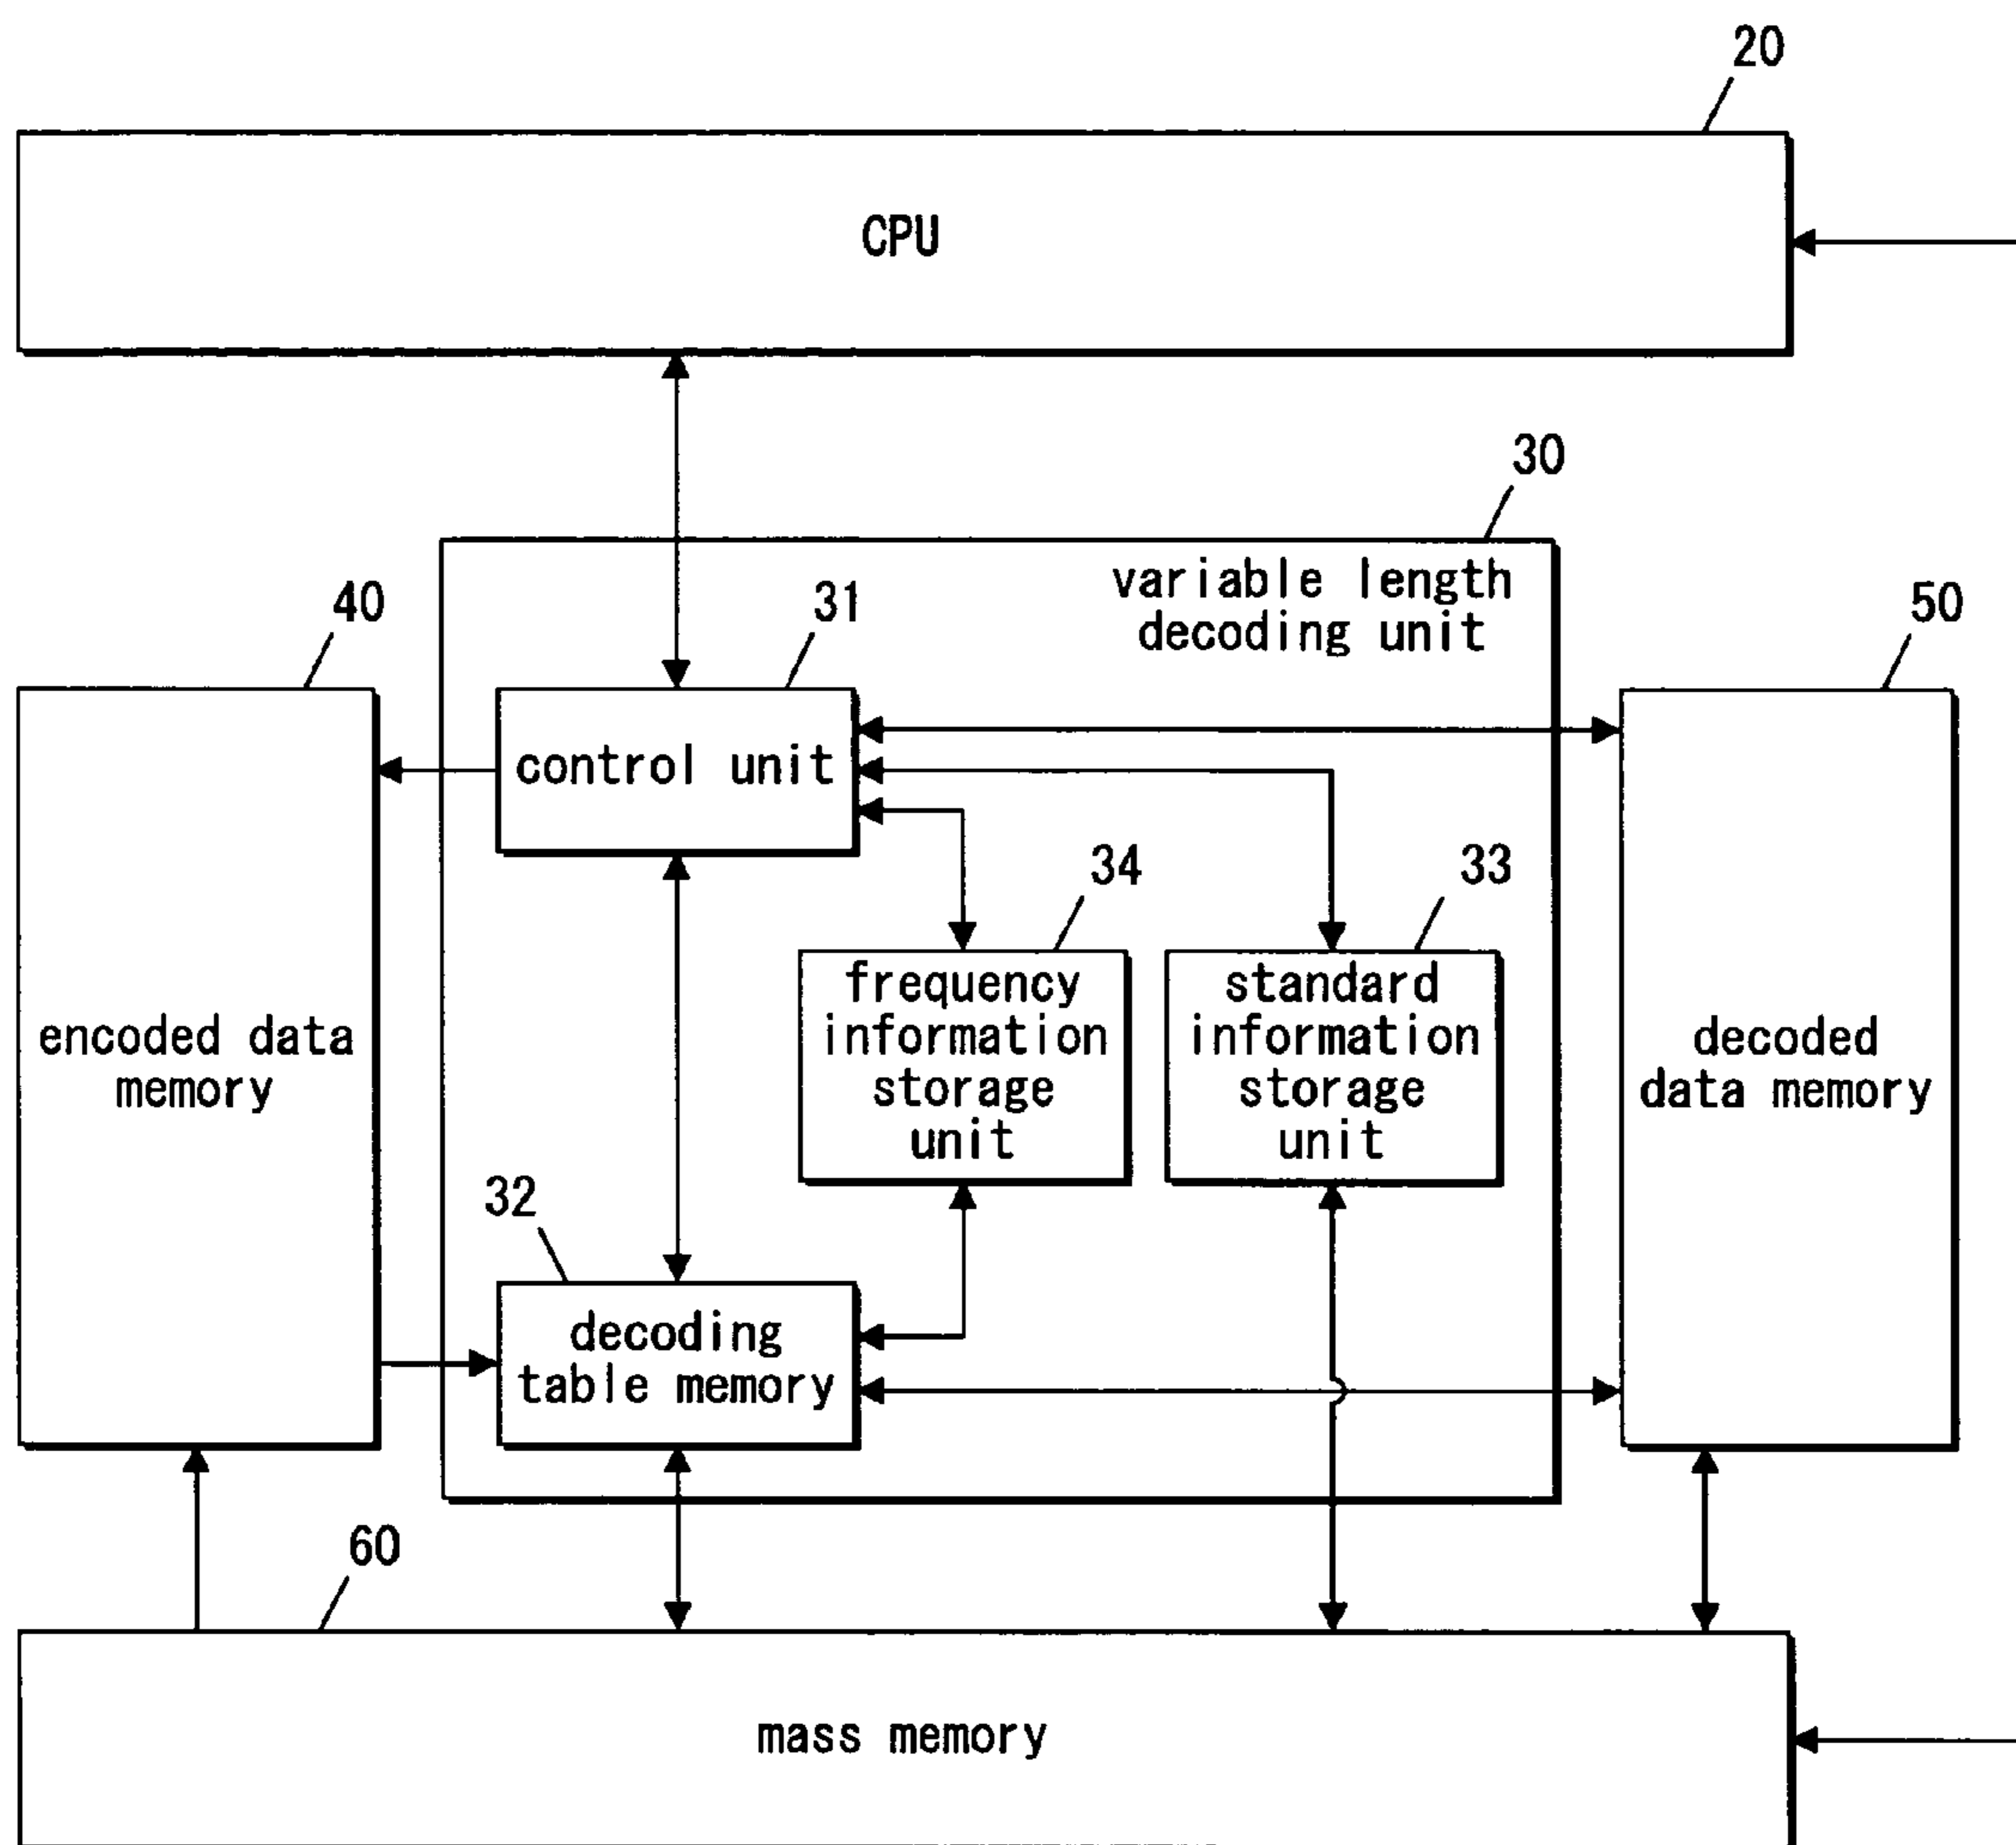 20
CPU
30
variable length
decoding unit
40
31
50
control unit
34
33
frequency
information
storage
unit
standard
information
storage
unit
encoded data
memory
decoded
data memory
32
decoding
table memory
60
mass memory